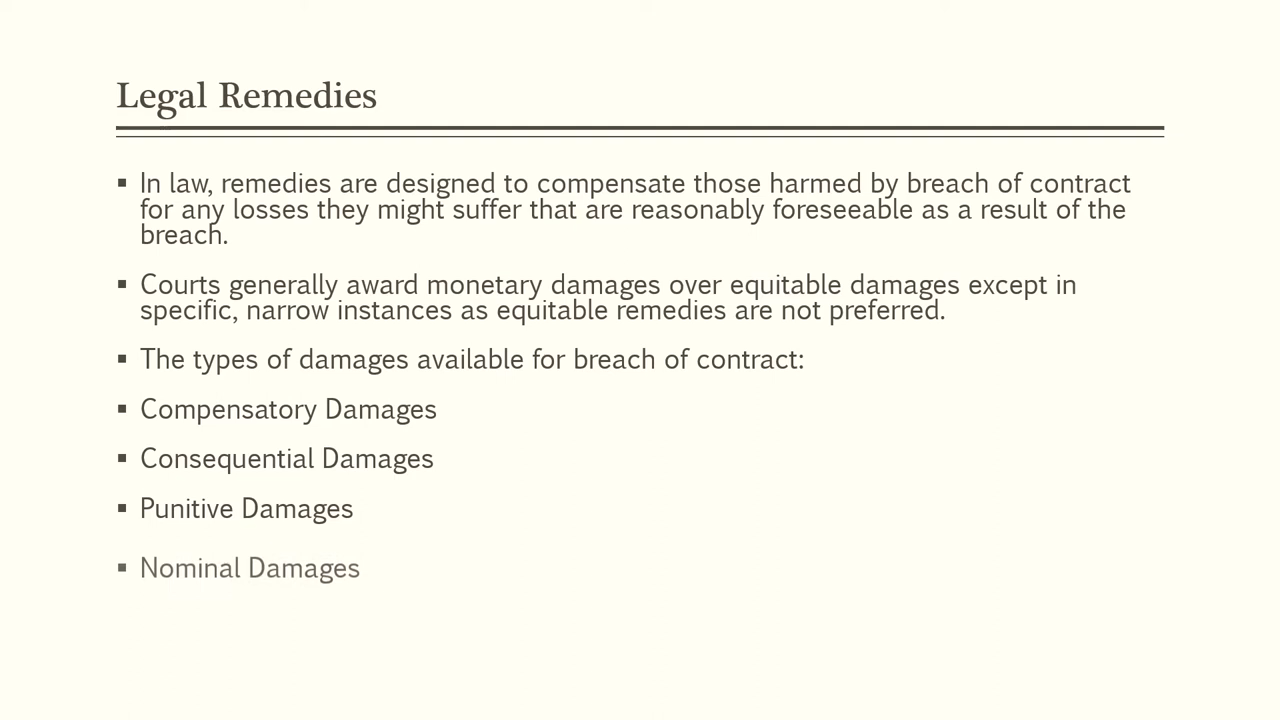 Legal Remedies
▪ In law, remedies are designed to compensate those harmed by breach of contract
for any losses they might suffer that are reasonably foreseeable as a result of the
breach.
▪ Courts generally award monetary damages over equitable damages except in
specific, narrow instances as equitable remedies are not preferred.
▪ The types of damages available for breach of contract:
▪ Compensatory Damages
▪ Consequential Damages
▪ Punitive Damages
▪ Nominal Damages